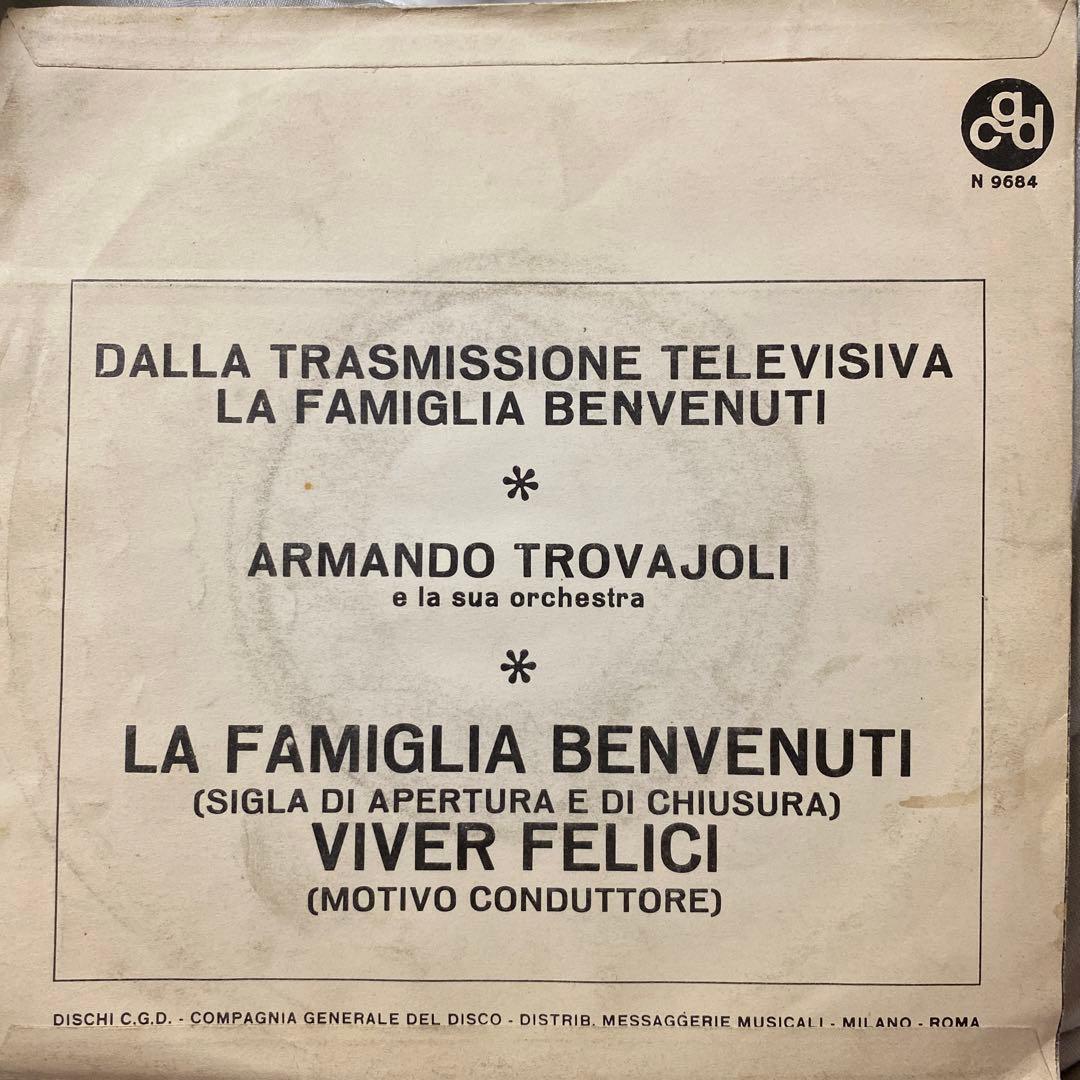 cgd
N 9684
DALLA TRASMISSIONE TELEVISIVA
LA FAMIGLIA BENVENUTI
*
ARMANDO TROVAJOLI
e la sua orchestra
*
LA FAMIGLIA BENVENUTI
(SIGLA DI APERTURA E DI CHIUSURA)
VIVER FELICI
(MOTIVO CONDUTTORE)
DISCHI C.G.D. - COMPAGNIA GENERALE DEL DISCO - DISTRIB. MESSAGGERIE MUSICALI - MILANO - ROMA